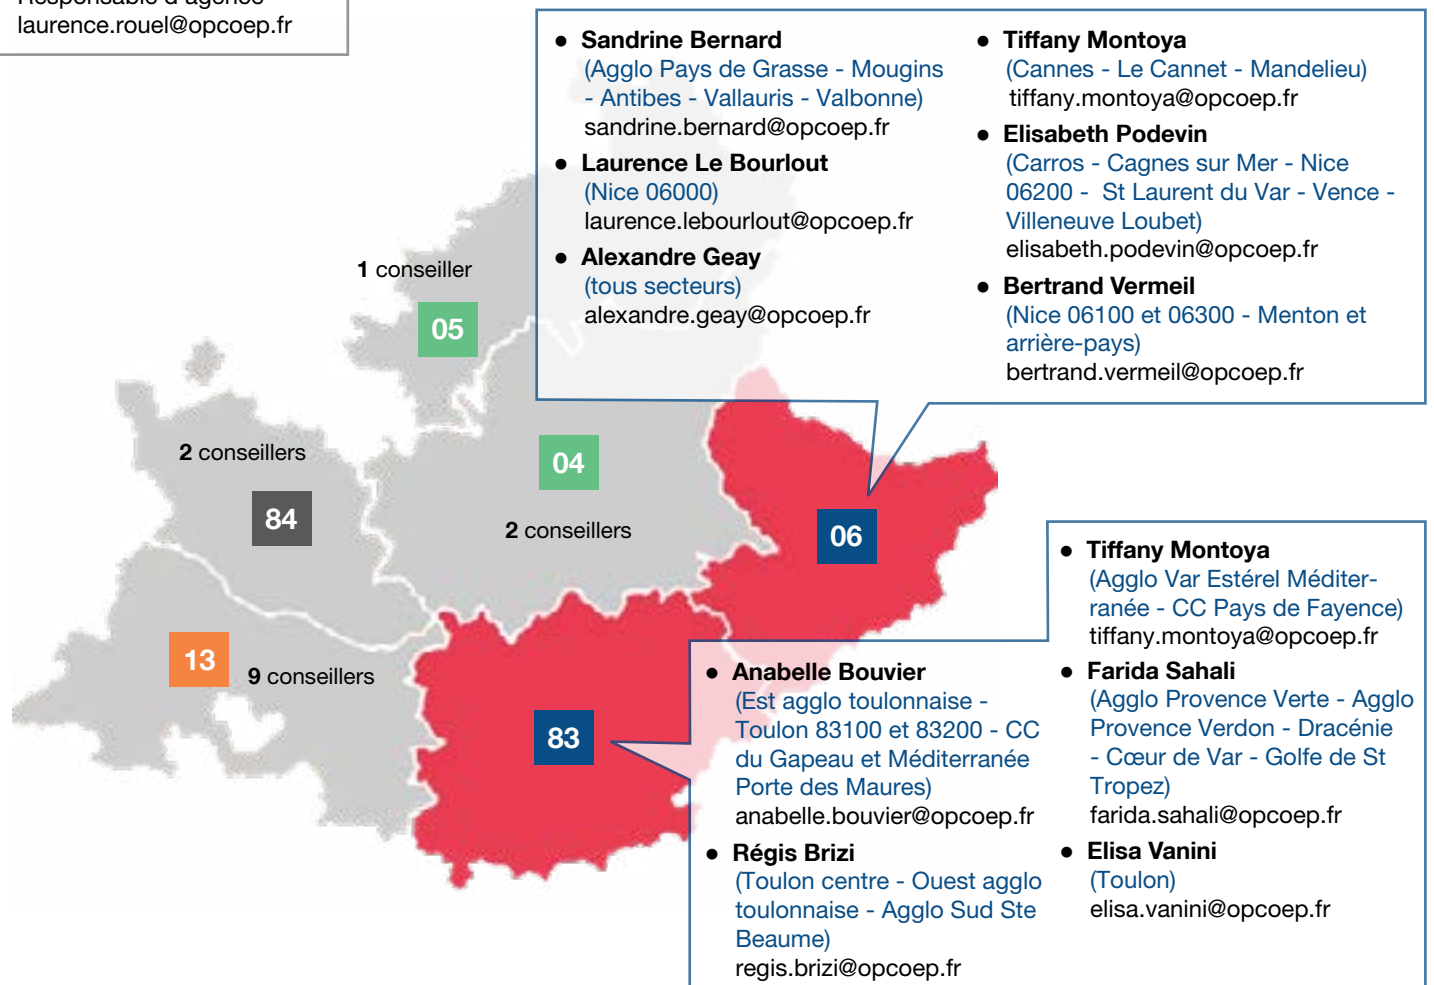 Responsable d'agence
laurence.rouel@opcoep.fr
● Sandrine Bernard
(Agglo Pays de Grasse - Mougins
- Antibes - Vallauris - Valbonne)
sandrine.bernard@opcoep.fr
● Laurence Le Bourlout
(Nice 06000)
laurence.lebourlout@opcoep.fr
● Alexandre Geay
(tous secteurs)
alexandre.geay@opcoep.fr
● Tiffany Montoya
(Cannes - Le Cannet - Mandelieu)
tiffany.montoya@opcoep.fr
● Elisabeth Podevin
(Carros - Cagnes sur Mer - Nice
06200 - St Laurent du Var - Vence -
Villeneuve Loubet)
elisabeth.podevin@opcoep.fr
● Bertrand Vermeil
(Nice 06100 et 06300 - Menton et
arrière-pays)
bertrand.vermeil@opcoep.fr
1 conseiller
05
2 conseillers
84
04
2 conseillers
06
13
9 conseillers
83
● Anabelle Bouvier
(Est agglo toulonnaise -
Toulon 83100 et 83200 - CC
du Gapeau et Méditerranée
Porte des Maures)
anabelle.bouvier@opcoep.fr
● Régis Brizi
(Toulon centre - Ouest agglo
toulonnaise - Agglo Sud Ste
Beaume)
regis.brizi@opcoep.fr
● Tiffany Montoya
(Agglo Var Estérel Méditer-
ranée - CC Pays de Fayence)
tiffany.montoya@opcoep.fr
● Farida Sahali
(Agglo Provence Verte - Agglo
Provence Verdon - Dracénie
- Cœur de Var - Golfe de St
Tropez)
farida.sahali@opcoep.fr
● Elisa Vanini
(Toulon)
elisa.vanini@opcoep.fr